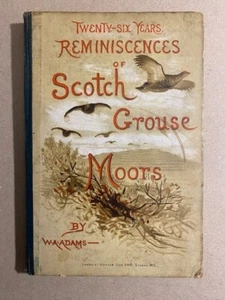 TWENTY-SIX YEARS
REMINISCENCES
OF
Scotch
Grouse
Moors
BY
W.A.ADAMS